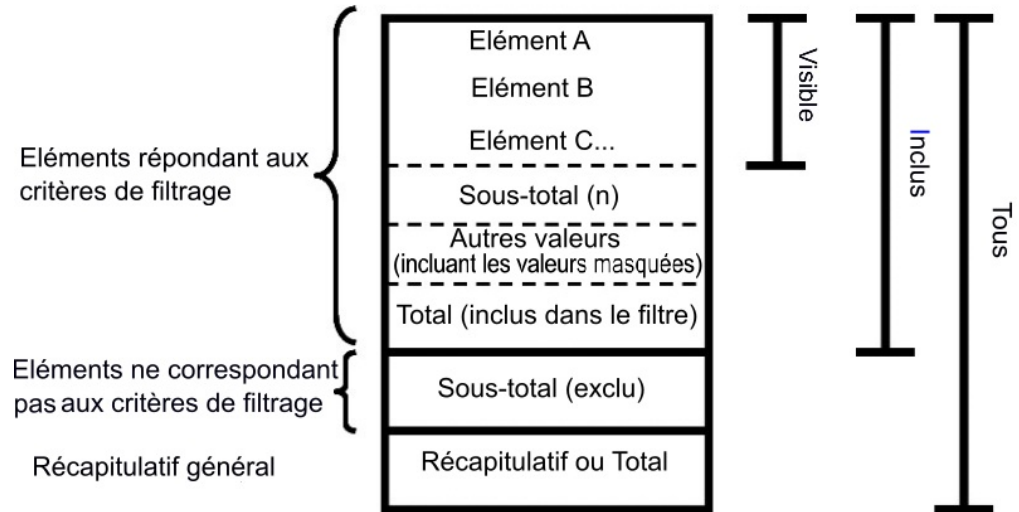 Elément A
Elément B
Elément C...
Sous-total (n)
Autres valeurs
(incluant les valeurs masquées)
Total (inclus dans le filtre)
Sous-total (exclu)
Récapitulatif ou Total
Eléments répondant aux
critères de filtrage
Eléments ne correspondant
pas aux critères de filtrage
Récapitulatif général
Visible
Inclus
Tous